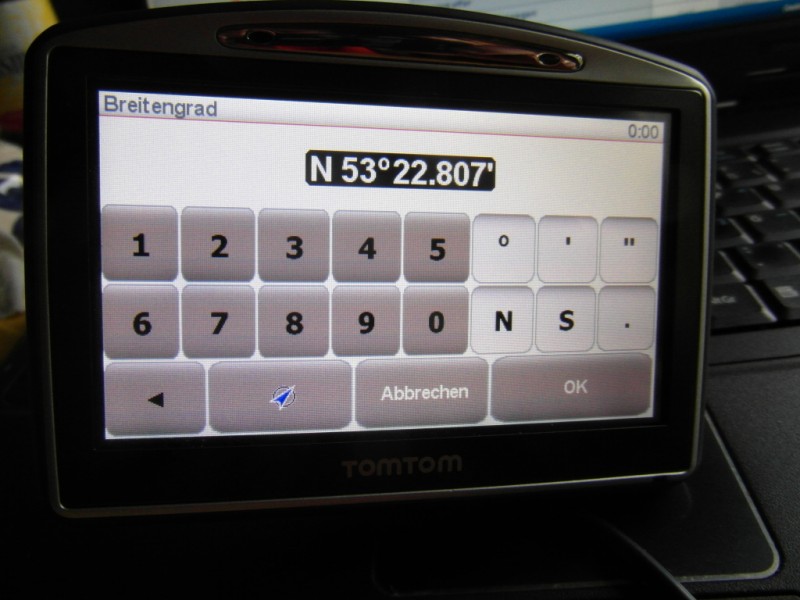 Breitengrad
0:00
N 53°22.807'
1 2 3 4 5 ° ' "
6 7 8 9 0 N S .
Abbrechen OK
TOMTOM